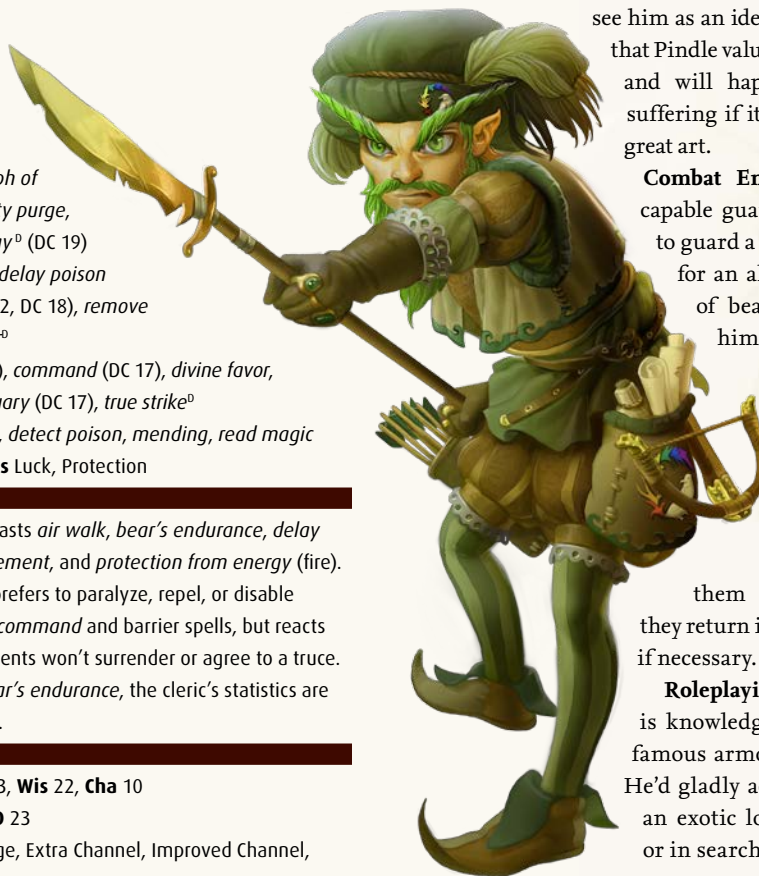 ph of
ty purge,
gy D (DC 19)
delay poison
2, DC 18), remove
D
), command (DC 17), divine favor,
uary (DC 17), true strikeD
, detect poison, mending, read magic
s Luck, Protection
asts air walk, bear's endurance, delay
ement, and protection from energy (fire).
prefers to paralyze, repel, or disable
command and barrier spells, but reacts
ents won't surrender or agree to a truce.
ar's endurance, the cleric's statistics are
.
3, Wis 22, Cha 10
D 23
ge, Extra Channel, Improved Channel,
see him as an ide
that Pindle valu
and will hap
suffering if it
great art.
Combat En
capable gua
to guard a
for an al
of bea
him
them
they return i
if necessary.
Roleplayi
is knowledg
famous armo
He'd gladly a
an exotic lo
or in search